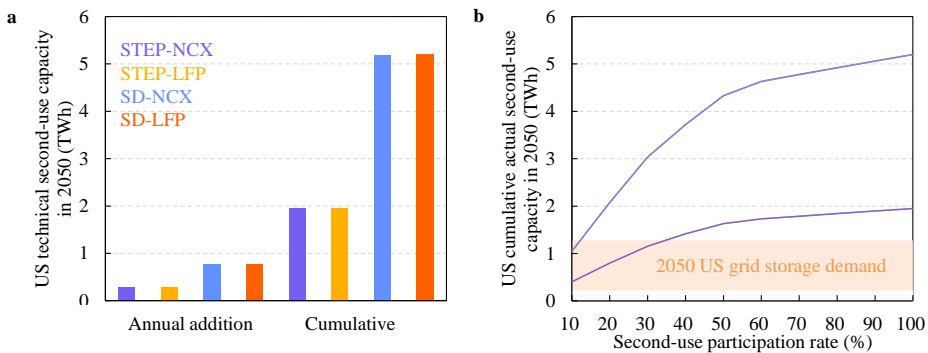 a
US technical second-use capacity
in 2050 (TWh)
6
5
4
3
2
1
0
STEP-NCX
STEP-LFP
SD-NCX
SD-LFP
Annual addition
Cumulative
b
US cumulative actual second-use
capacity in 2050 (TWh)
6
5
4
3
2
1
0
2050 US grid storage demand
10 20 30 40 50 60 70 80 90 100
Second-use participation rate (%)